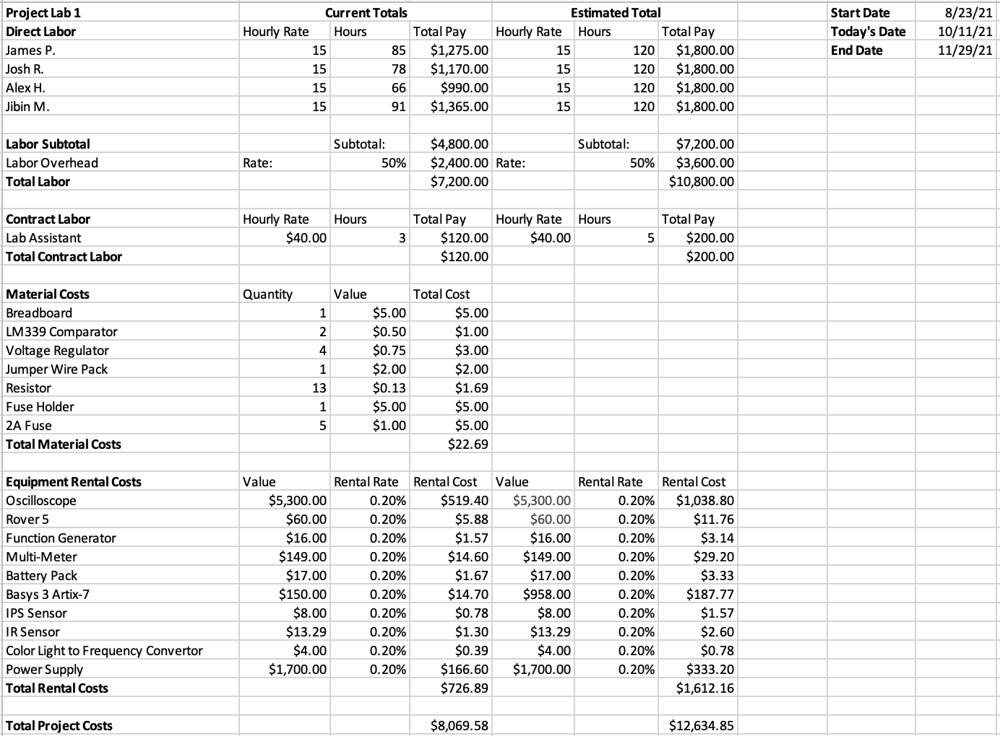 Project Lab 1 Current Totals Estimated Total Start Date 8/23/21
Direct Labor Hourly Rate Hours Total Pay Hourly Rate Hours Total Pay Today's Date 10/11/21
James P. 15 85 $1,275.00 15 120 $1,800.00 End Date 11/29/21
Josh R. 15 78 $1,170.00 15 120 $1,800.00
Alex H. 15 66 $990.00 15 120 $1,800.00
Jibin M. 15 91 $1,365.00 15 120 $1,800.00
Labor Subtotal Subtotal: $4,800.00 Subtotal: $7,200.00
Labor Overhead Rate: 50% $2,400.00 Rate: 50% $3,600.00
Total Labor $7,200.00 $10,800.00
Contract Labor Hourly Rate Hours Total Pay Hourly Rate Hours Total Pay
Lab Assistant $40.00 3 $120.00 $40.00 5 $200.00
Total Contract Labor $120.00 $200.00
Material Costs Quantity Value Total Cost
Breadboard 1 $5.00 $5.00
LM339 Comparator 2 $0.50 $1.00
Voltage Regulator 4 $0.75 $3.00
Jumper Wire Pack 1 $2.00 $2.00
Resistor 13 $0.13 $1.69
Fuse Holder 1 $5.00 $5.00
2A Fuse 5 $1.00 $5.00
Total Material Costs $22.69
Equipment Rental Costs Value Rental Rate Rental Cost Value Rental Rate Rental Cost
Oscilloscope $5,300.00 0.20% $519.40 $5,300.00 0.20% $1,038.80
Rover 5 $60.00 0.20% $5.88 $60.00 0.20% $11.76
Function Generator $16.00 0.20% $1.57 $16.00 0.20% $3.14
Multi-Meter $149.00 0.20% $14.60 $149.00 0.20% $29.20
Battery Pack $17.00 0.20% $1.67 $17.00 0.20% $3.33
Basys 3 Artix-7 $150.00 0.20% $14.70 $958.00 0.20% $187.77
IPS Sensor $8.00 0.20% $0.78 $8.00 0.20% $1.57
IR Sensor $13.29 0.20% $1.30 $13.29 0.20% $2.60
Color Light to Frequency Convertor $4.00 0.20% $0.39 $4.00 0.20% $0.78
Power Supply $1,700.00 0.20% $166.60 $1,700.00 0.20% $333.20
Total Rental Costs $726.89 $1,612.16
Total Project Costs $8,069.58 $12,634.85